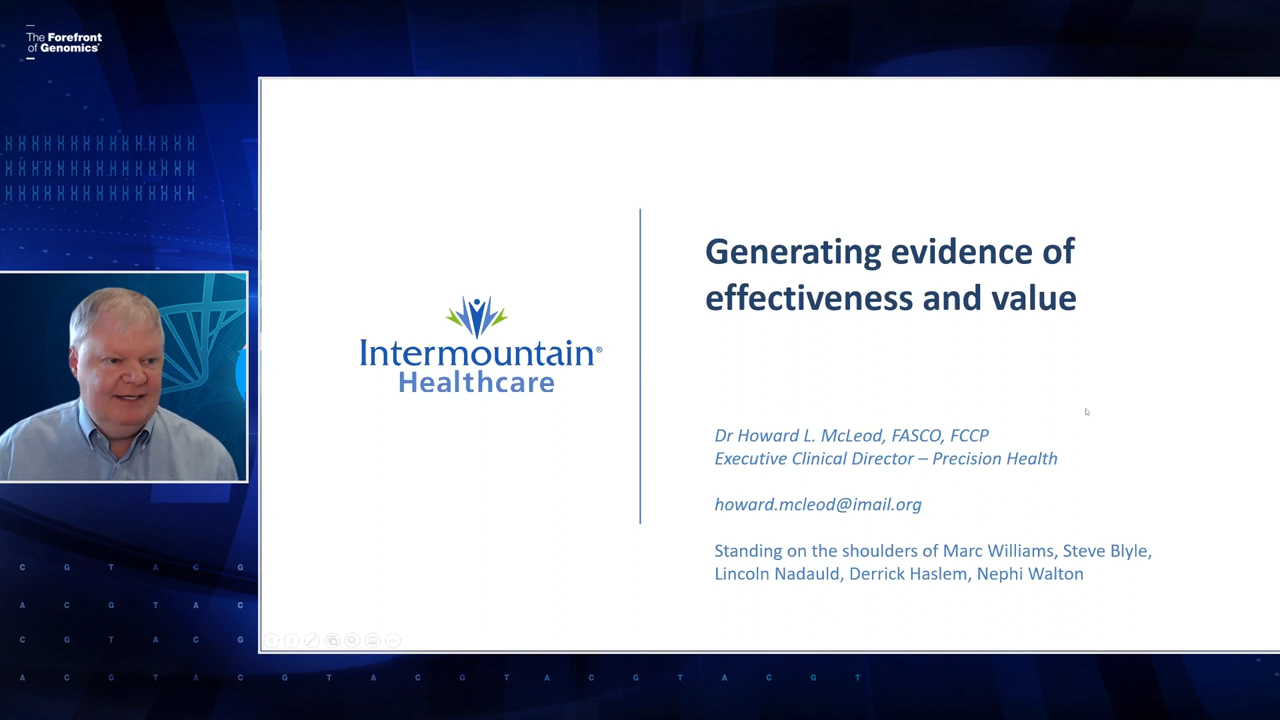 The Forefront
of Genomics®
Generating evidence of
effectiveness and value
Intermountain®
Healthcare
Dr Howard L. McLeod, FASCO, FCCP
Executive Clinical Director – Precision Health
howard.mcleod@imail.org
Standing on the shoulders of Marc Williams, Steve Blyle,
Lincoln Nadauld, Derrick Haslem, Nephi Walton
C G T A C G
A C G T A C
C G T A C G
A C G T A C G T A C G T A C G T A C G T